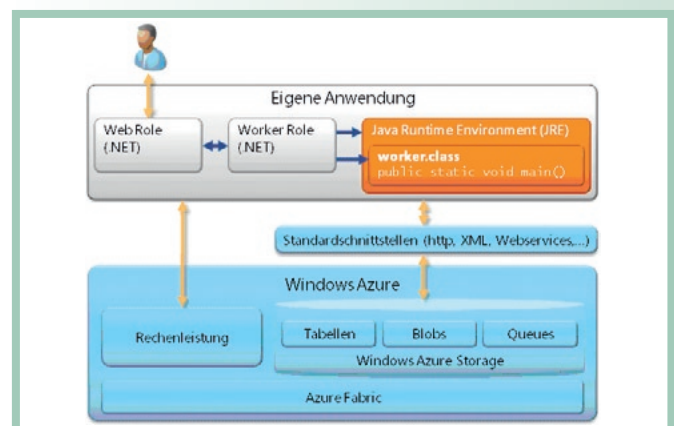 Eigene Anwendung
Web Role
(.NET)
Worker Role
(.NET)
Java Runtime Environment (JRE)
worker.class
public static void main()
Standardschnittstellen (http, XML, Webservices,...)
Windows Azure
Rechenleistung
Tabellen
Blobs
Queues
Windows Azure Storage
Azure Fabric